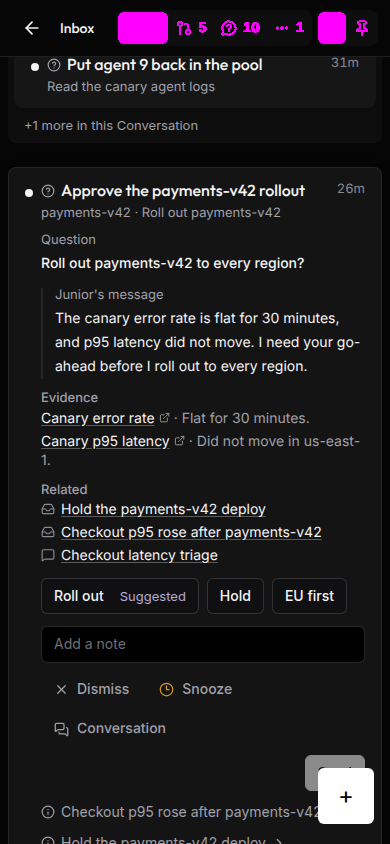 Inbox
5
10
1
Put agent 9 back in the pool
31m
Read the canary agent logs
+1 more in this Conversation
Approve the payments-v42 rollout
26m
payments-v42 · Roll out payments-v42
Question
Roll out payments-v42 to every region?
Junior's message
The canary error rate is flat for 30 minutes,
and p95 latency did not move. I need your go-
ahead before I roll out to every region.
Evidence
Canary error rate · Flat for 30 minutes.
Canary p95 latency · Did not move in us-east-
1.
Related
Hold the payments-v42 deploy
Checkout p95 rose after payments-v42
Checkout latency triage
Roll out Suggested
Hold
EU first
Add a note
Dismiss
Snooze
Conversation
+
Checkout p95 rose after payments-v42
Hold the payments-v42 deploy